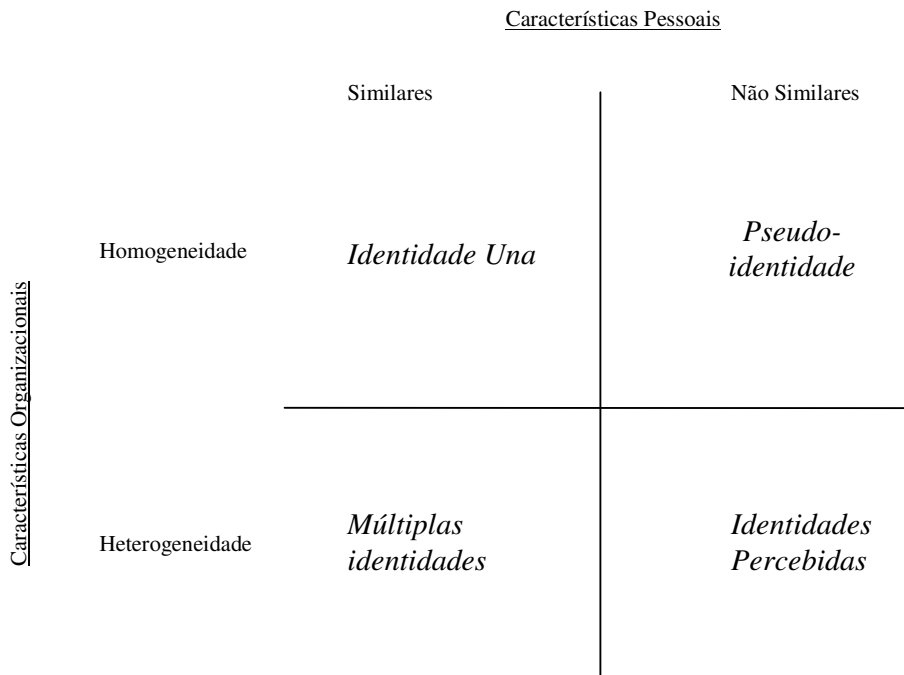 Características Pessoais
Similares
Não Similares
Características Organizacionais
Homogeneidade
Identidade Una
Pseudo-
identidade
Heterogeneidade
Múltiplas
identidades
Identidades
Percebidas